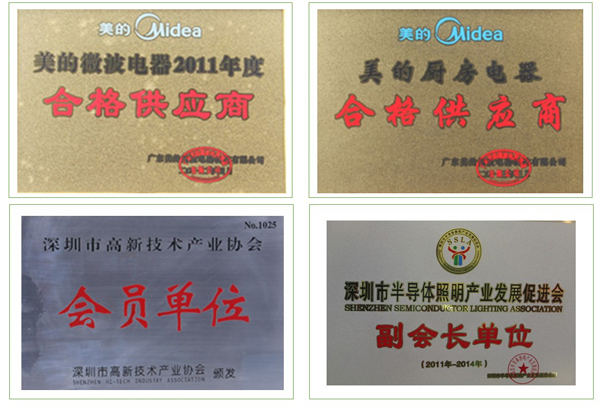 美的 Midea
美的微波电器2011年度
合格供应商
美的 Midea
美的厨房电器
合格供应商
No.1025
深圳市高新技术产业协会
会员单位
深圳市高新技术产业协会 颁发
SHENZHEN HI-TECH INDUSTRY ASSOCIATION
SSLA
深圳市半导体照明产业发展促进会
SHENZHEN SEMICONDUCTOR LIGHTING ASSOCIATION
副会长单位
(2011年-2014年)